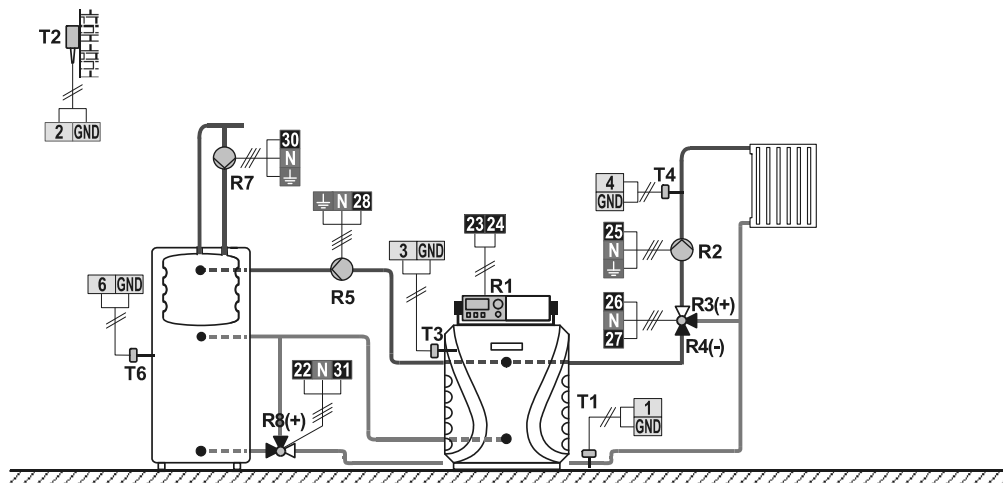 T2
2 GND
30
N
⏚
R7
⏚ N 28
R5
6 GND
T6
22 N 31
R8(+)
3 GND
T3
23 24
R1
T1
1
GND
4
GND
T4
25
N
⏚
R2
26
N
27
R3(+)
R4(-)